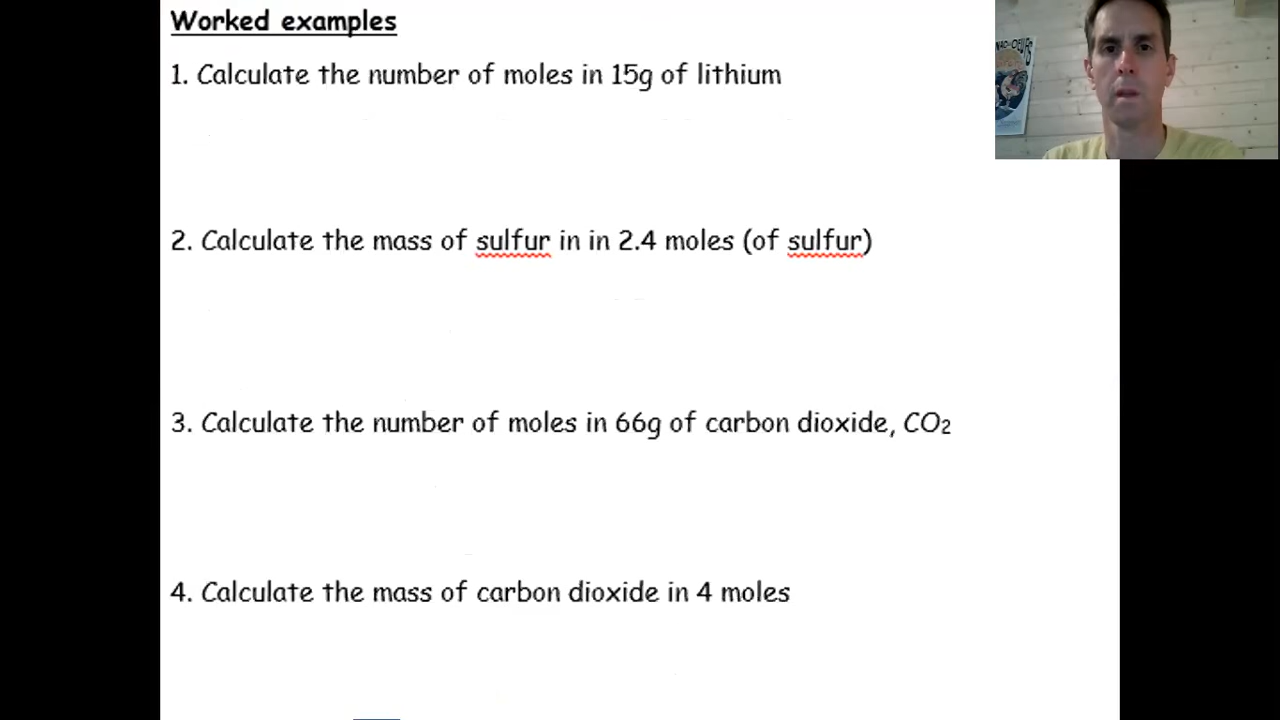 Worked examples
1. Calculate the number of moles in 15g of lithium
2. Calculate the mass of sulfur in in 2.4 moles (of sulfur)
3. Calculate the number of moles in 66g of carbon dioxide, CO₂
4. Calculate the mass of carbon dioxide in 4 moles